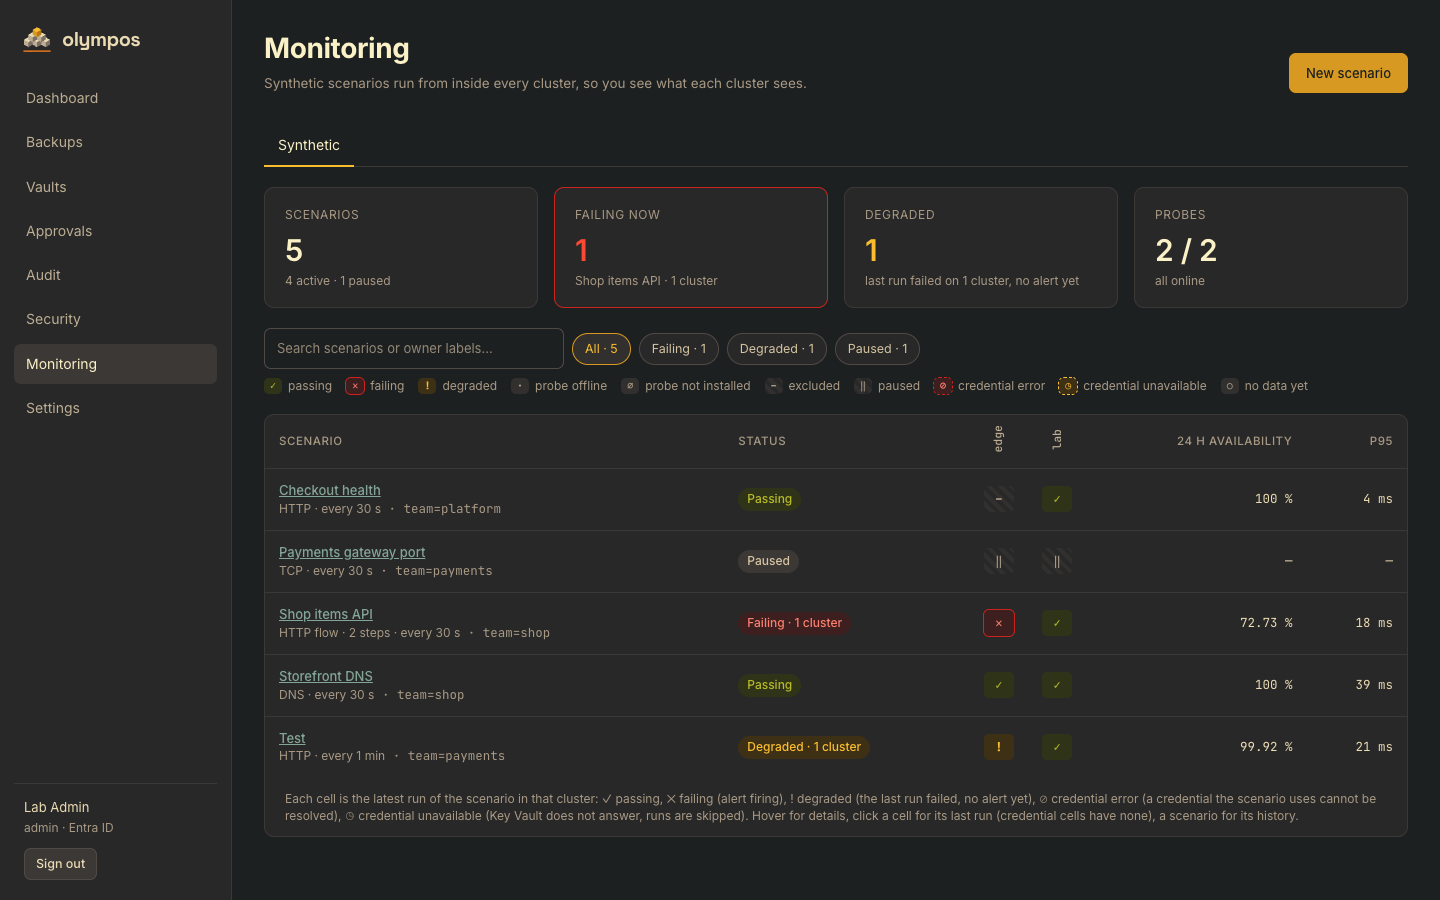 olympos
Dashboard
Backups
Vaults
Approvals
Audit
Security
Monitoring
Settings
Lab Admin
admin · Entra ID
Sign out
Monitoring
Synthetic scenarios run from inside every cluster, so you see what each cluster sees.
New scenario
Synthetic
SCENARIOS
5
4 active · 1 paused
FAILING NOW
1
Shop items API · 1 cluster
DEGRADED
1
last run failed on 1 cluster, no alert yet
PROBES
2 / 2
all online
Search scenarios or owner labels... All · 5 Failing · 1 Degraded · 1 Paused · 1
✓ passing ✕ failing ! degraded · probe offline ⌀ probe not installed – excluded ‖ paused ⊘ credential error ◷ credential unavailable ○ no data yet
SCENARIO STATUS edge lab 24 H AVAILABILITY P95
Checkout health
HTTP · every 30 s · team=platform
Passing – ✓ 100 % 4 ms
Payments gateway port
TCP · every 30 s · team=payments
Paused ‖ ‖ – –
Shop items API
HTTP flow · 2 steps · every 30 s · team=shop
Failing · 1 cluster ✕ ✓ 72.73 % 18 ms
Storefront DNS
DNS · every 30 s · team=shop
Passing ✓ ✓ 100 % 39 ms
Test
HTTP · every 1 min · team=payments
Degraded · 1 cluster ! ✓ 99.92 % 21 ms
Each cell is the latest run of the scenario in that cluster: ✓ passing, ✕ failing (alert firing), ! degraded (the last run failed, no alert yet), ⊘ credential error (a credential the scenario uses cannot be
resolved), ◷ credential unavailable (Key Vault does not answer, runs are skipped). Hover for details, click a cell for its last run (credential cells have none), a scenario for its history.